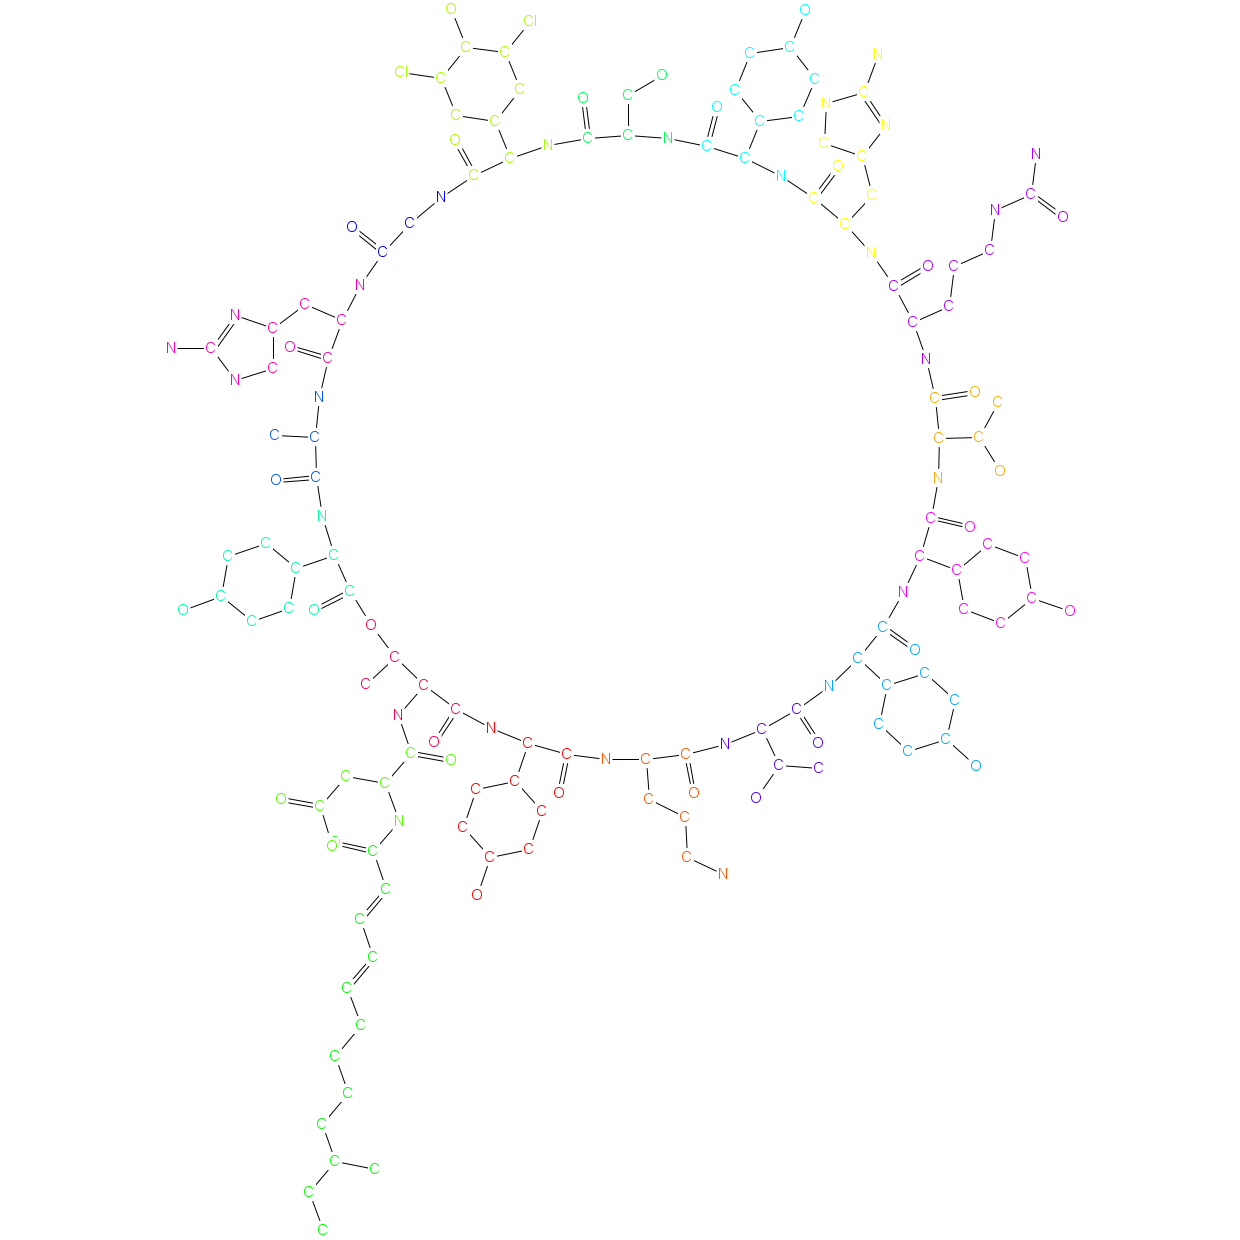 O O
Cl
C C C C N
Cl C O C
C O C C C
O N
C C C C N
O N C C N C C
C C C N
C N O
N C C C
O C C N O
C N C
O C
N C
C C
N C C C
N C O C N
N C
N C O C
C C C C
O C N O
N C O
C C C C C C
C C
C C N C
O C O C O
C O C C
C C O
C C N C C
N C C C
N C C
O C N O C
C O C N C C C
C C C O
C C C
O C O C O O
N C C
C
O C C
C C
N
C O
C
C
C
C
C
C
C
C C
C
C